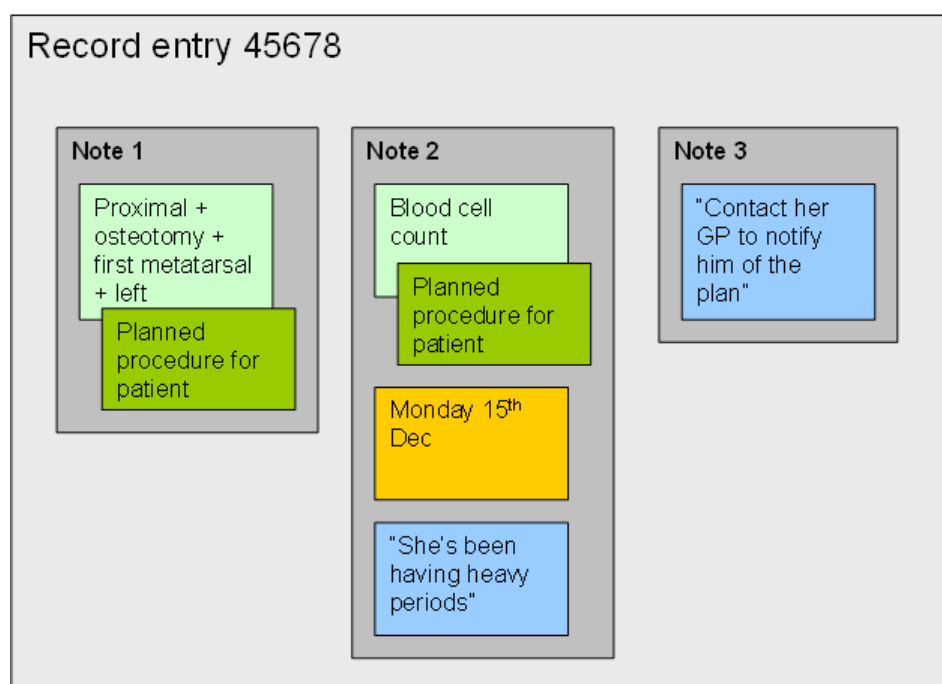 Record entry 45678
Note 1
Proximal +
osteotomy +
first metatarsal
+ left
Planned
procedure for
patient
Note 2
Blood cell
count
Planned
procedure for
patient
Monday 15th
Dec
"She's been
having heavy
periods"
Note 3
"Contact her
GP to notify
him of the
plan"